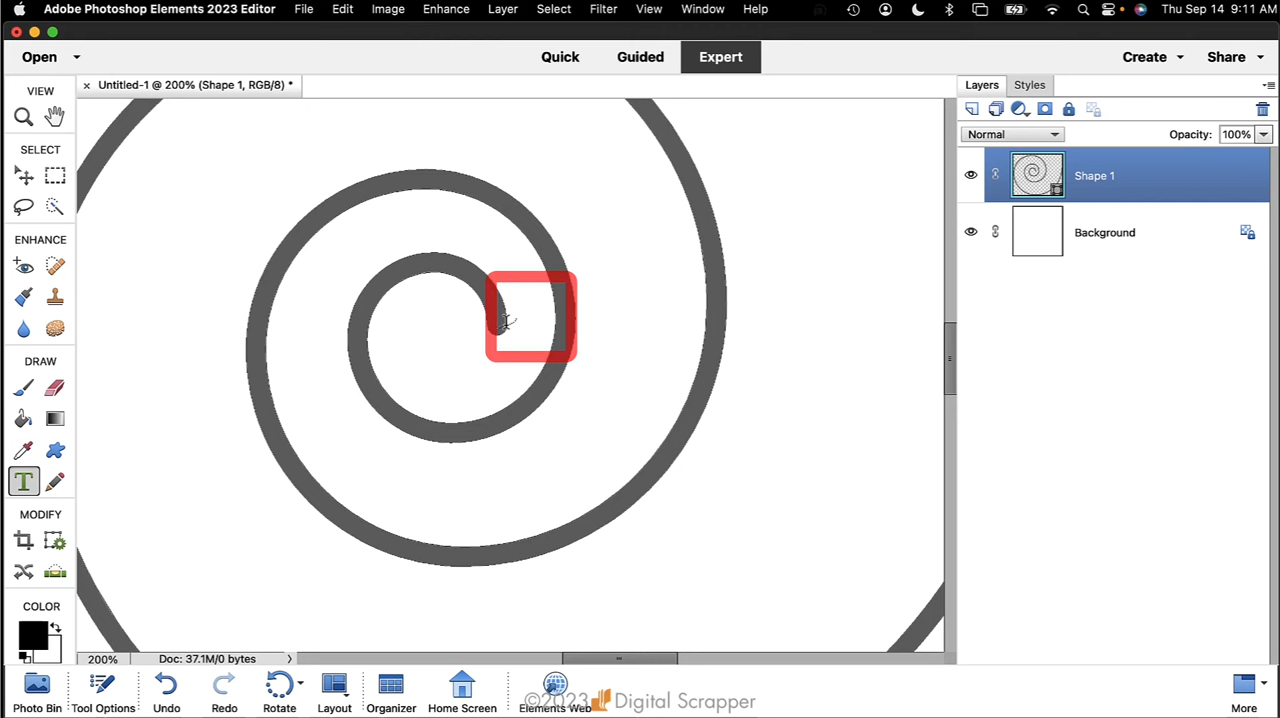 Adobe Photoshop Elements 2023 Editor File Edit Image Enhance Layer Select Filter View Window Help Thu Sep 14 9:11 AM
Open Quick Guided Expert Create Share
VIEW
× Untitled-1 @ 200% (Shape 1, RGB/8) *
Layers Styles
Normal Opacity: 100%
SELECT
Shape 1
Background
ENHANCE
DRAW
T
MODIFY
COLOR
200% Doc: 37.1M/0 bytes
Photo Bin Tool Options Undo Redo Rotate Layout Organizer Home Screen Elements Web More
©2023 Digital Scrapper